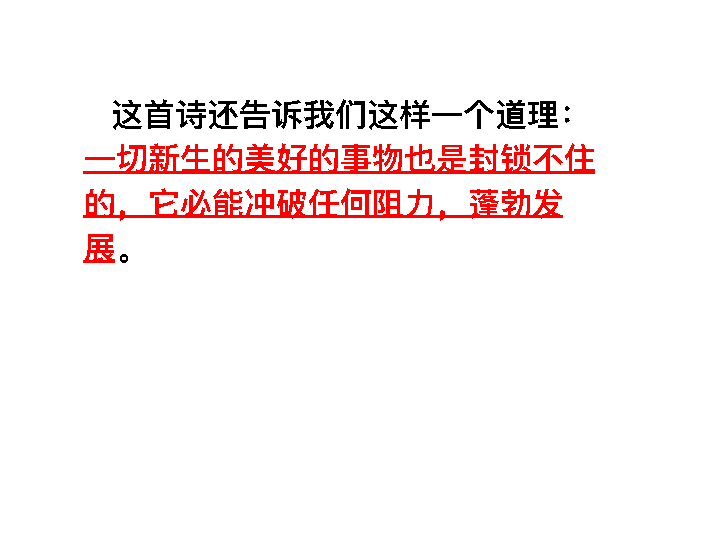 这首诗还告诉我们这样一个道理：
一切新生的美好的事物也是封锁不住
的，它必能冲破任何阻力，蓬勃发
展。